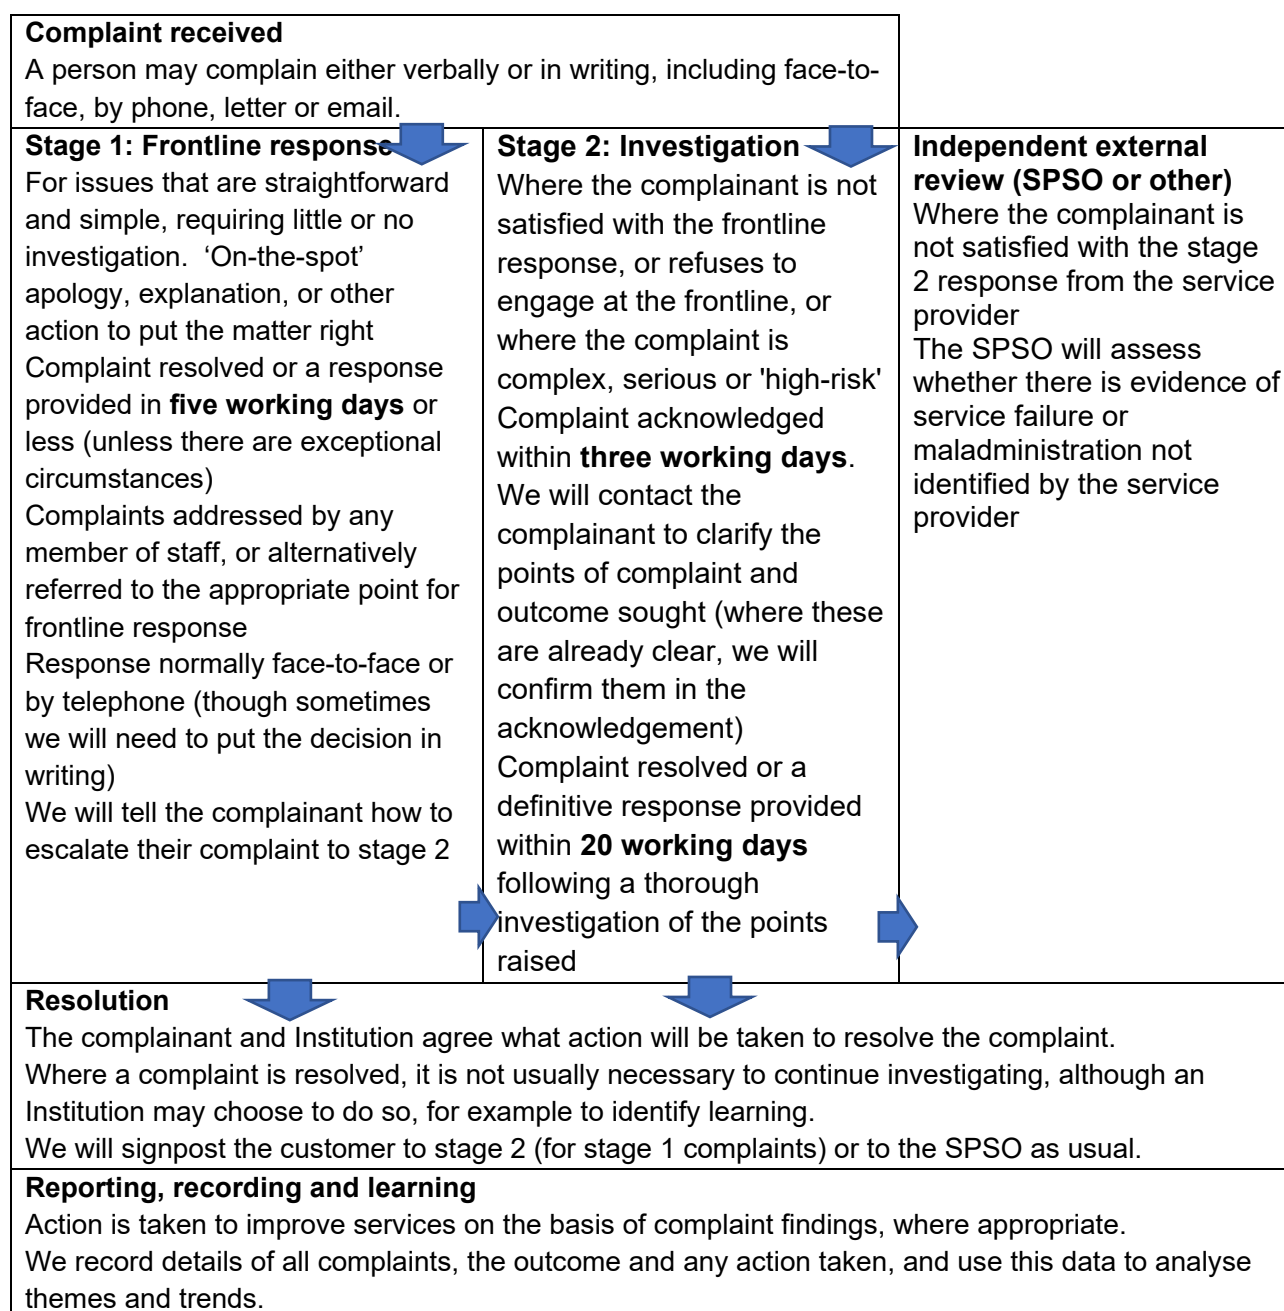 Complaint received
A person may complain either verbally or in writing, including face-to-
face, by phone, letter or email.
Stage 1: Frontline response
For issues that are straightforward
and simple, requiring little or no
investigation.  ‘On-the-spot’
apology, explanation, or other
action to put the matter right
Complaint resolved or a response
provided in five working days or
less (unless there are exceptional
circumstances)
Complaints addressed by any
member of staff, or alternatively
referred to the appropriate point for
frontline response
Response normally face-to-face or
by telephone (though sometimes
we will need to put the decision in
writing)
We will tell the complainant how to
escalate their complaint to stage 2
Stage 2: Investigation
Where the complainant is not
satisfied with the frontline
response, or refuses to
engage at the frontline, or
where the complaint is
complex, serious or 'high-risk'
Complaint acknowledged
within three working days.
We will contact the
complainant to clarify the
points of complaint and
outcome sought (where these
are already clear, we will
confirm them in the
acknowledgement)
Complaint resolved or a
definitive response provided
within 20 working days
following a thorough
investigation of the points
raised
Independent external
review (SPSO or other)
Where the complainant is
not satisfied with the stage
2 response from the service
provider
The SPSO will assess
whether there is evidence of
service failure or
maladministration not
identified by the service
provider
Resolution
The complainant and Institution agree what action will be taken to resolve the complaint.
Where a complaint is resolved, it is not usually necessary to continue investigating, although an
Institution may choose to do so, for example to identify learning.
We will signpost the customer to stage 2 (for stage 1 complaints) or to the SPSO as usual.
Reporting, recording and learning
Action is taken to improve services on the basis of complaint findings, where appropriate.
We record details of all complaints, the outcome and any action taken, and use this data to analyse
themes and trends.